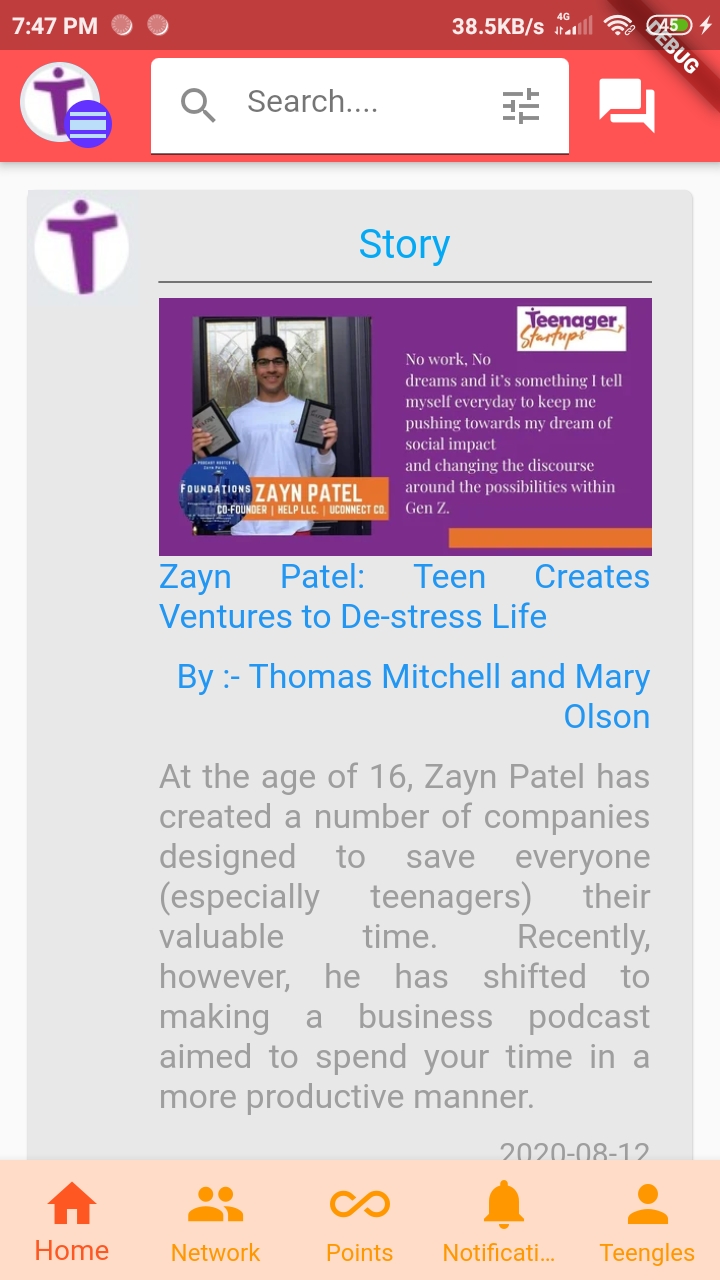 7:47 PM 38.5KB/s 4G 45
DEBUG
Search....
Story
Teenager
Startups
No work, No
dreams and it's something I tell
myself everyday to keep me
pushing towards my dream of
social impact
and changing the discourse
around the possibilities within
Gen Z.
A PODCAST HOSTED BY
ZAYN PATEL
FOUNDATIONS
ZAYN PATEL
CO-FOUNDER | HELP LLC. | UCONNECT CO.
Zayn Patel: Teen Creates
Ventures to De-stress Life
By :- Thomas Mitchell and Mary
Olson
At the age of 16, Zayn Patel has
created a number of companies
designed to save everyone
(especially teenagers) their
valuable time. Recently,
however, he has shifted to
making a business podcast
aimed to spend your time in a
more productive manner.
2020-08-12
Home Network Points Notificati... Teengles